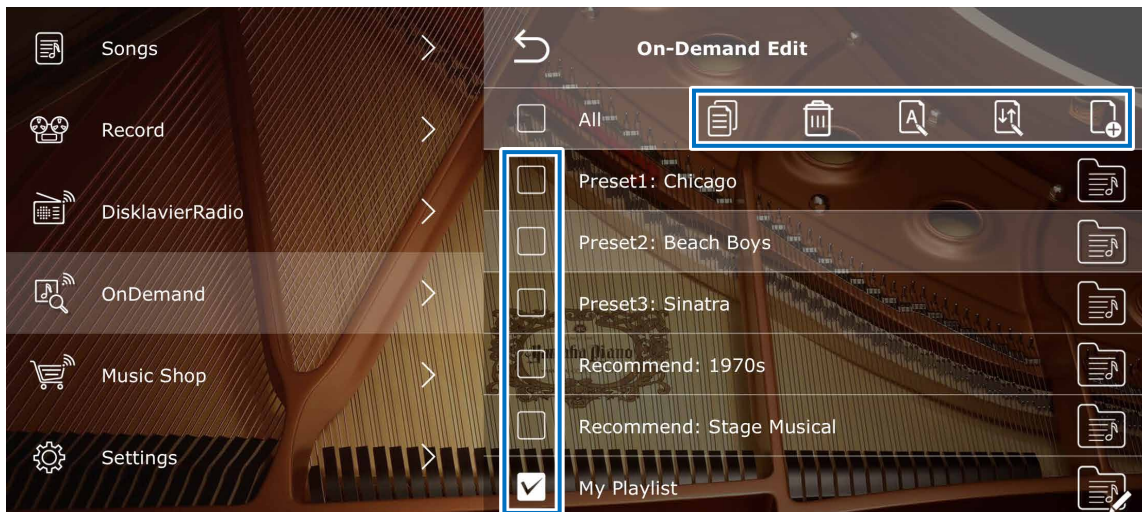 Songs
Record
DisklavierRadio
OnDemand
Music Shop
Settings
On-Demand Edit
All
Preset1: Chicago
Preset2: Beach Boys
Preset3: Sinatra
Recommend: 1970s
Recommend: Stage Musical
My Playlist